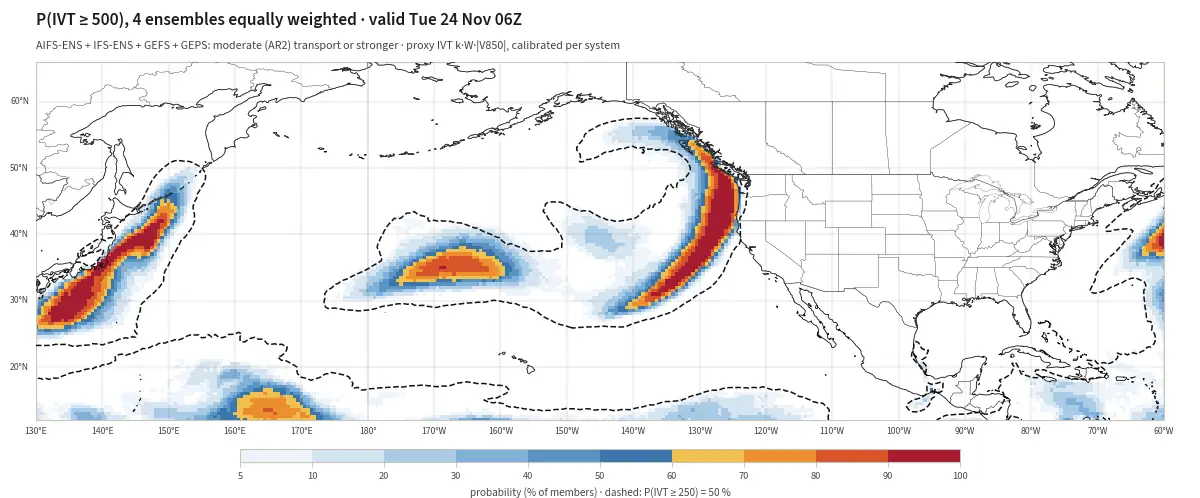 P(IVT ≥ 500), 4 ensembles equally weighted · valid Tue 24 Nov 06Z
AIFS-ENS + IFS-ENS + GEFS + GEPS: moderate (AR2) transport or stronger · proxy IVT k·W·|V850|, calibrated per system
60°N
50°N
40°N
30°N
20°N
130°E 140°E 150°E 160°E 170°E 180° 170°W 160°W 150°W 140°W 130°W 120°W 110°W 100°W 90°W 80°W 70°W 60°W
5 10 20 30 40 50 60 70 80 90 100
probability (% of members) · dashed: P(IVT ≥ 250) = 50 %